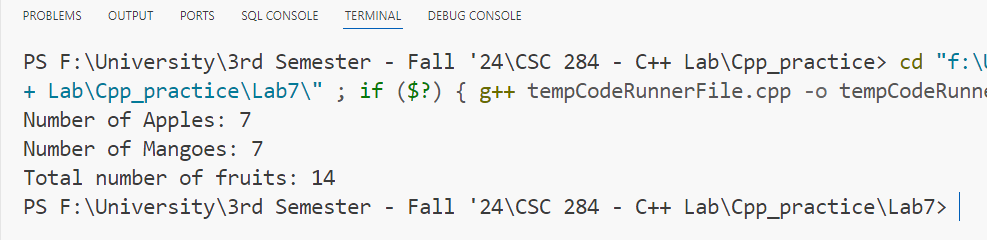 PROBLEMS OUTPUT PORTS SQL CONSOLE TERMINAL DEBUG CONSOLE
PS F:\University\3rd Semester - Fall '24\CSC 284 - C++ Lab\Cpp_practice> cd "f:\U
+ Lab\Cpp_practice\Lab7\" ; if ($?) { g++ tempCodeRunnerFile.cpp -o tempCodeRunne
Number of Apples: 7
Number of Mangoes: 7
Total number of fruits: 14
PS F:\University\3rd Semester - Fall '24\CSC 284 - C++ Lab\Cpp_practice\Lab7>